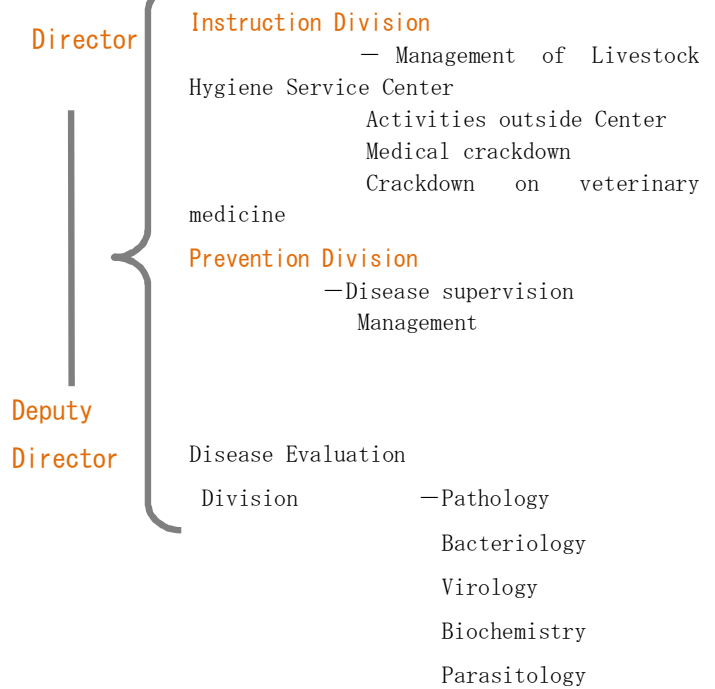 Director
Instruction Division
— Management of Livestock
Hygiene Service Center
Activities outside Center
Medical crackdown
Crackdown on veterinary
medicine
Prevention Division
—Disease supervision
Management
Deputy
Director
Disease Evaluation
Division —Pathology
Bacteriology
Virology
Biochemistry
Parasitology